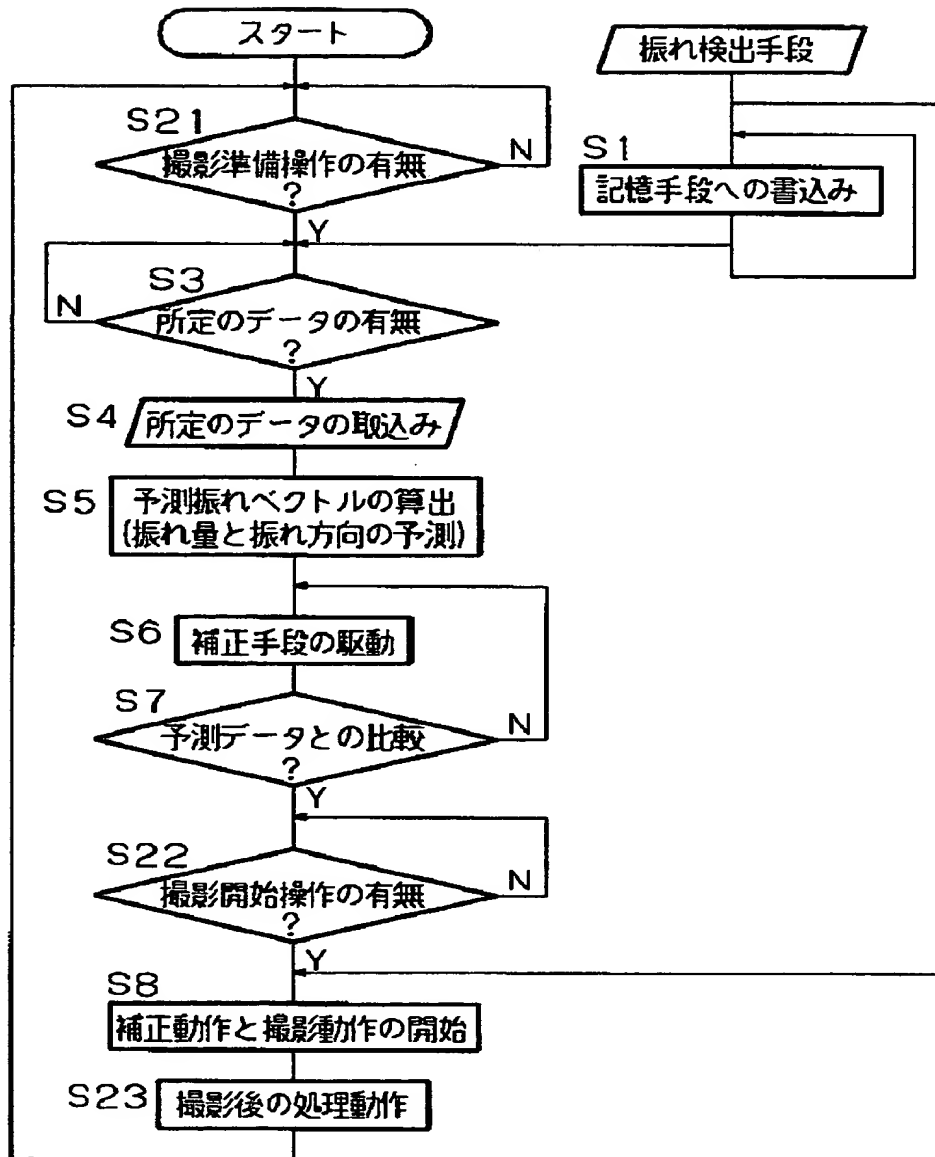 スタート
振れ検出手段
S21
撮影準備操作の有無
?
N
Y
S1
記憶手段への書込み
S3
所定のデータの有無
?
N
Y
S4
所定のデータの取込み
S5
予測振れベクトルの算出
(振れ量と振れ方向の予測)
S6
補正手段の駆動
S7
予測データとの比較
?
N
Y
S22
撮影開始操作の有無
?
N
Y
S8
補正動作と撮影動作の開始
S23
撮影後の処理動作